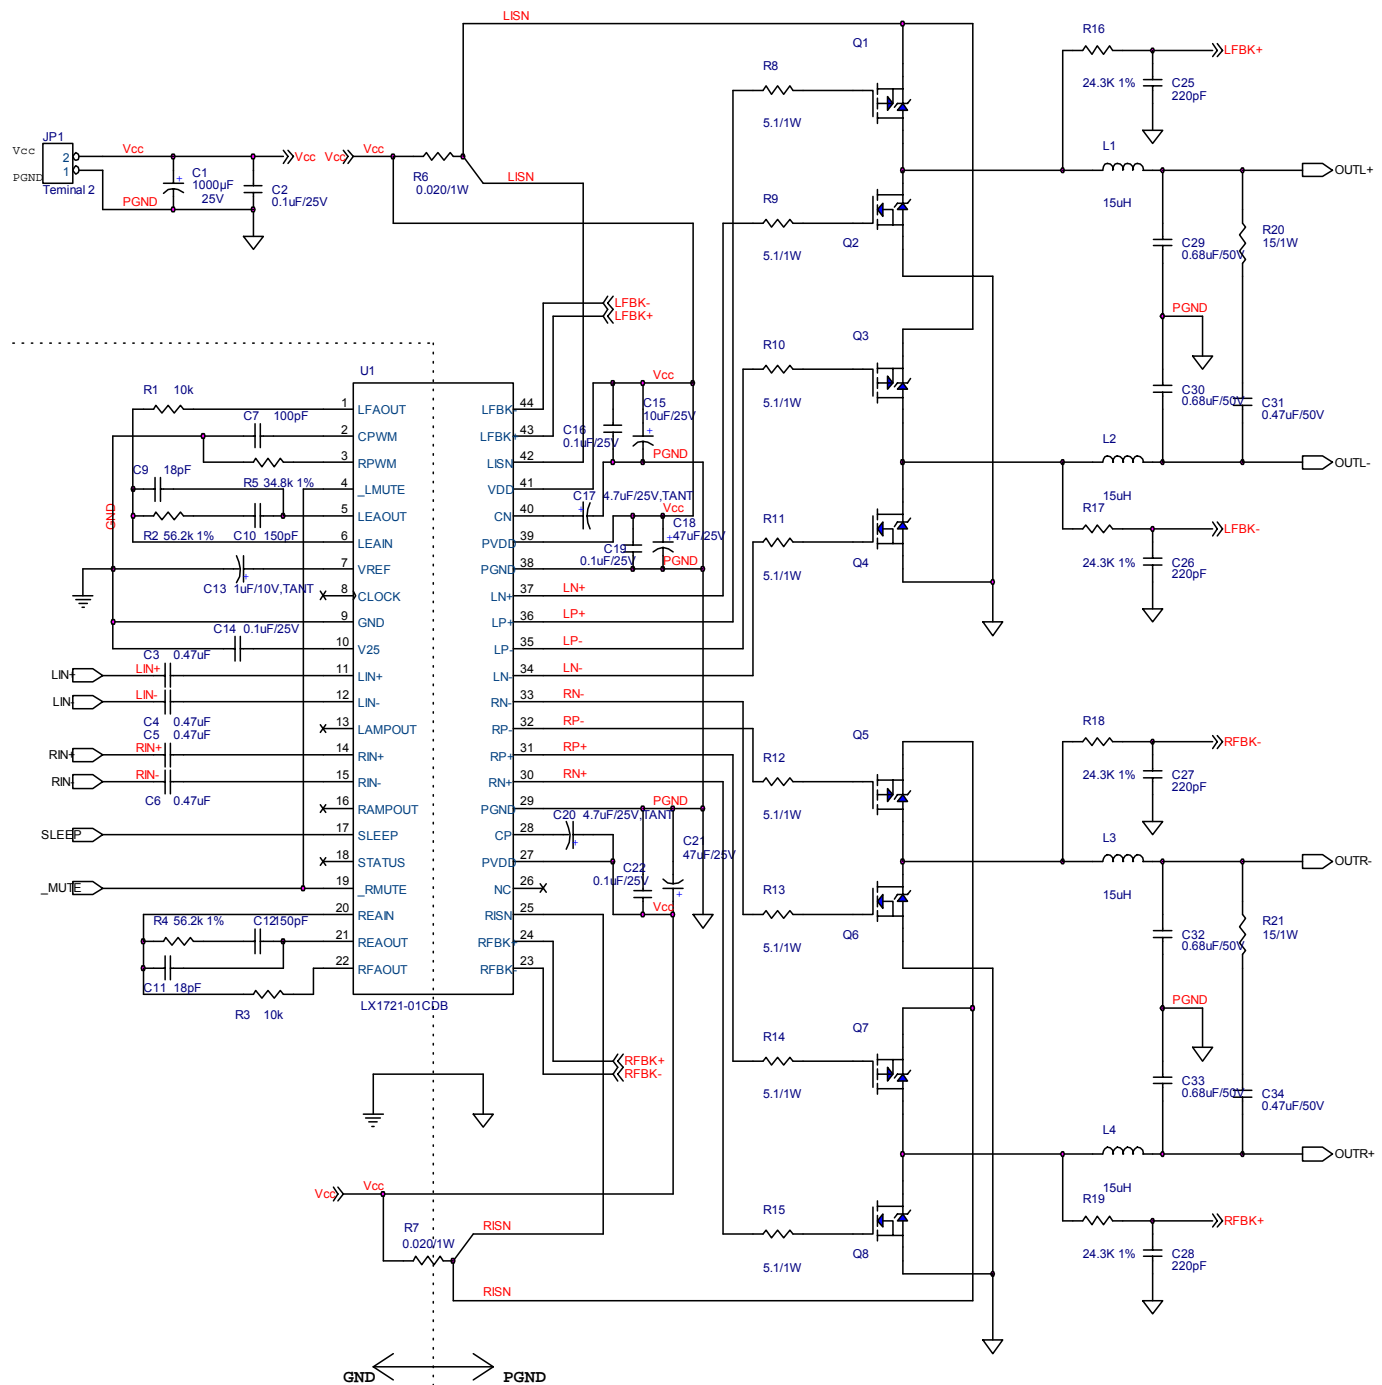 LISN
Q1
R16
LFBK+
24.3K 1%
C25
220pF
R8
5.1/1W
JP1
Vcc
2
PGND
1
Teminal 2
Vcc
PGND
C1
1000µF
25V
C2
0.1uF/25V
Vcc
Vcc
Vcc
R6
0.020/1W
LISN
R9
5.1/1W
Q2
L1
15uH
OUTL+
C29
0.68uF/50V
R20
15/1W
PGND
LFBK-
LFBK+
Q3
R10
5.1/1W
C30
0.68uF/50V
C31
0.47uF/50V
L2
15uH
OUTL-
R17
LFBK-
24.3K 1%
C26
220pF
R11
5.1/1W
Q4
U1
R1 10k
C7 100pF
C9 18pF
R5 34.8k 1%
R2 56.2k 1%
C10 150pF
GND
C13 1uF/10V,TANT
C14 0.1uF/25V
C3 0.47uF
LIN+
LIN+
LIN-
LIN-
C4 0.47uF
C5 0.47uF
RIN+
RIN+
RIN-
RIN-
C6 0.47uF
SLEEP
_MUTE
R4 56.2k 1%
C12 150pF
C11 18pF
R3 10k
1 LFAOUT
2 CPWM
3 RPWM
4 _LMUTE
5 LEAOUT
6 LEAIN
7 VREF
8 CLOCK
9 GND
10 V25
11 LIN+
12 LIN-
13 LAMPOUT
14 RIN+
15 RIN-
16 RAMPOUT
17 SLEEP
18 STATUS
19 _RMUTE
20 REAIN
21 REAOUT
22 RFAOUT
LFBK- 44
LFBK+ 43
LISN 42
VDD 41
CN 40
PVDD 39
PGND 38
LN+ 37 LN+
LP+ 36 LP+
LP- 35 LP-
LN- 34 LN-
RN- 33 RN-
RP- 32 RP-
RP+ 31 RP+
RN+ 30 RN+
PGND 29
CP 28
PVDD 27
NC 26
RISN 25
RFBK+ 24
RFBK- 23
LX1721-01CDB
Vcc
C15
10uF/25V
C16
0.1uF/25V
PGND
C17 4.7uF/25V,TANT
Vcc
C18
47uF/25V
C19
0.1uF/25V
PGND
PGND
C20 4.7uF/25V,TANT
C21
47uF/25V
C22
0.1uF/25V
Vcc
R12
5.1/1W
Q5
R18
RFBK-
24.3K 1%
C27
220pF
L3
15uH
OUTR-
R13
5.1/1W
Q6
C32
0.68uF/50V
R21
15/1W
PGND
R14
5.1/1W
Q7
C33
0.68uF/50V
C34
0.47uF/50V
L4
15uH
OUTR+
R19
RFBK+
24.3K 1%
C28
220pF
R15
5.1/1W
Q8
RFBK+
RFBK-
Vcc
Vcc
R7
0.020/1W
RISN
RISN
GND
PGND